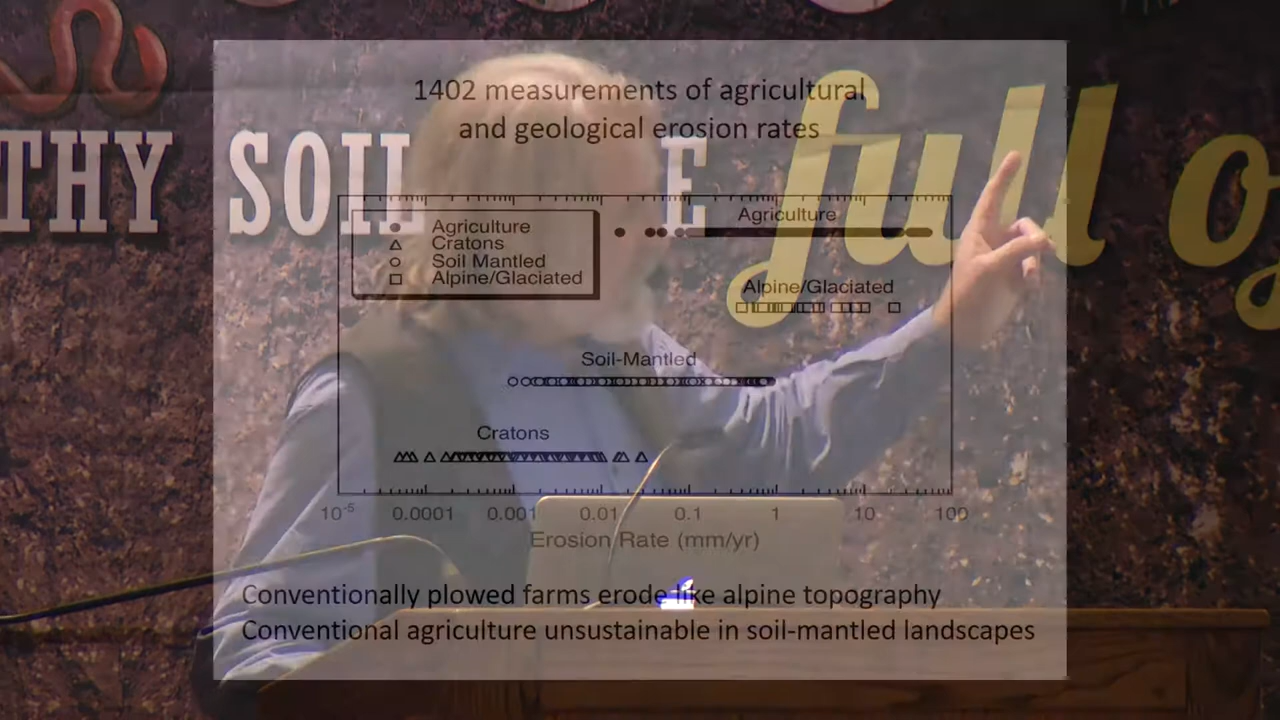 THY SOIL E full of
1402 measurements of agricultural
and geological erosion rates
Agriculture
Cratons
Soil Mantled
Alpine/Glaciated
Agriculture
Alpine/Glaciated
Soil-Mantled
Cratons
10-5 0.0001 0.001 0.01 0.1 1 10 100
Erosion Rate (mm/yr)
Conventionally plowed farms erode like alpine topography
Conventional agriculture unsustainable in soil-mantled landscapes